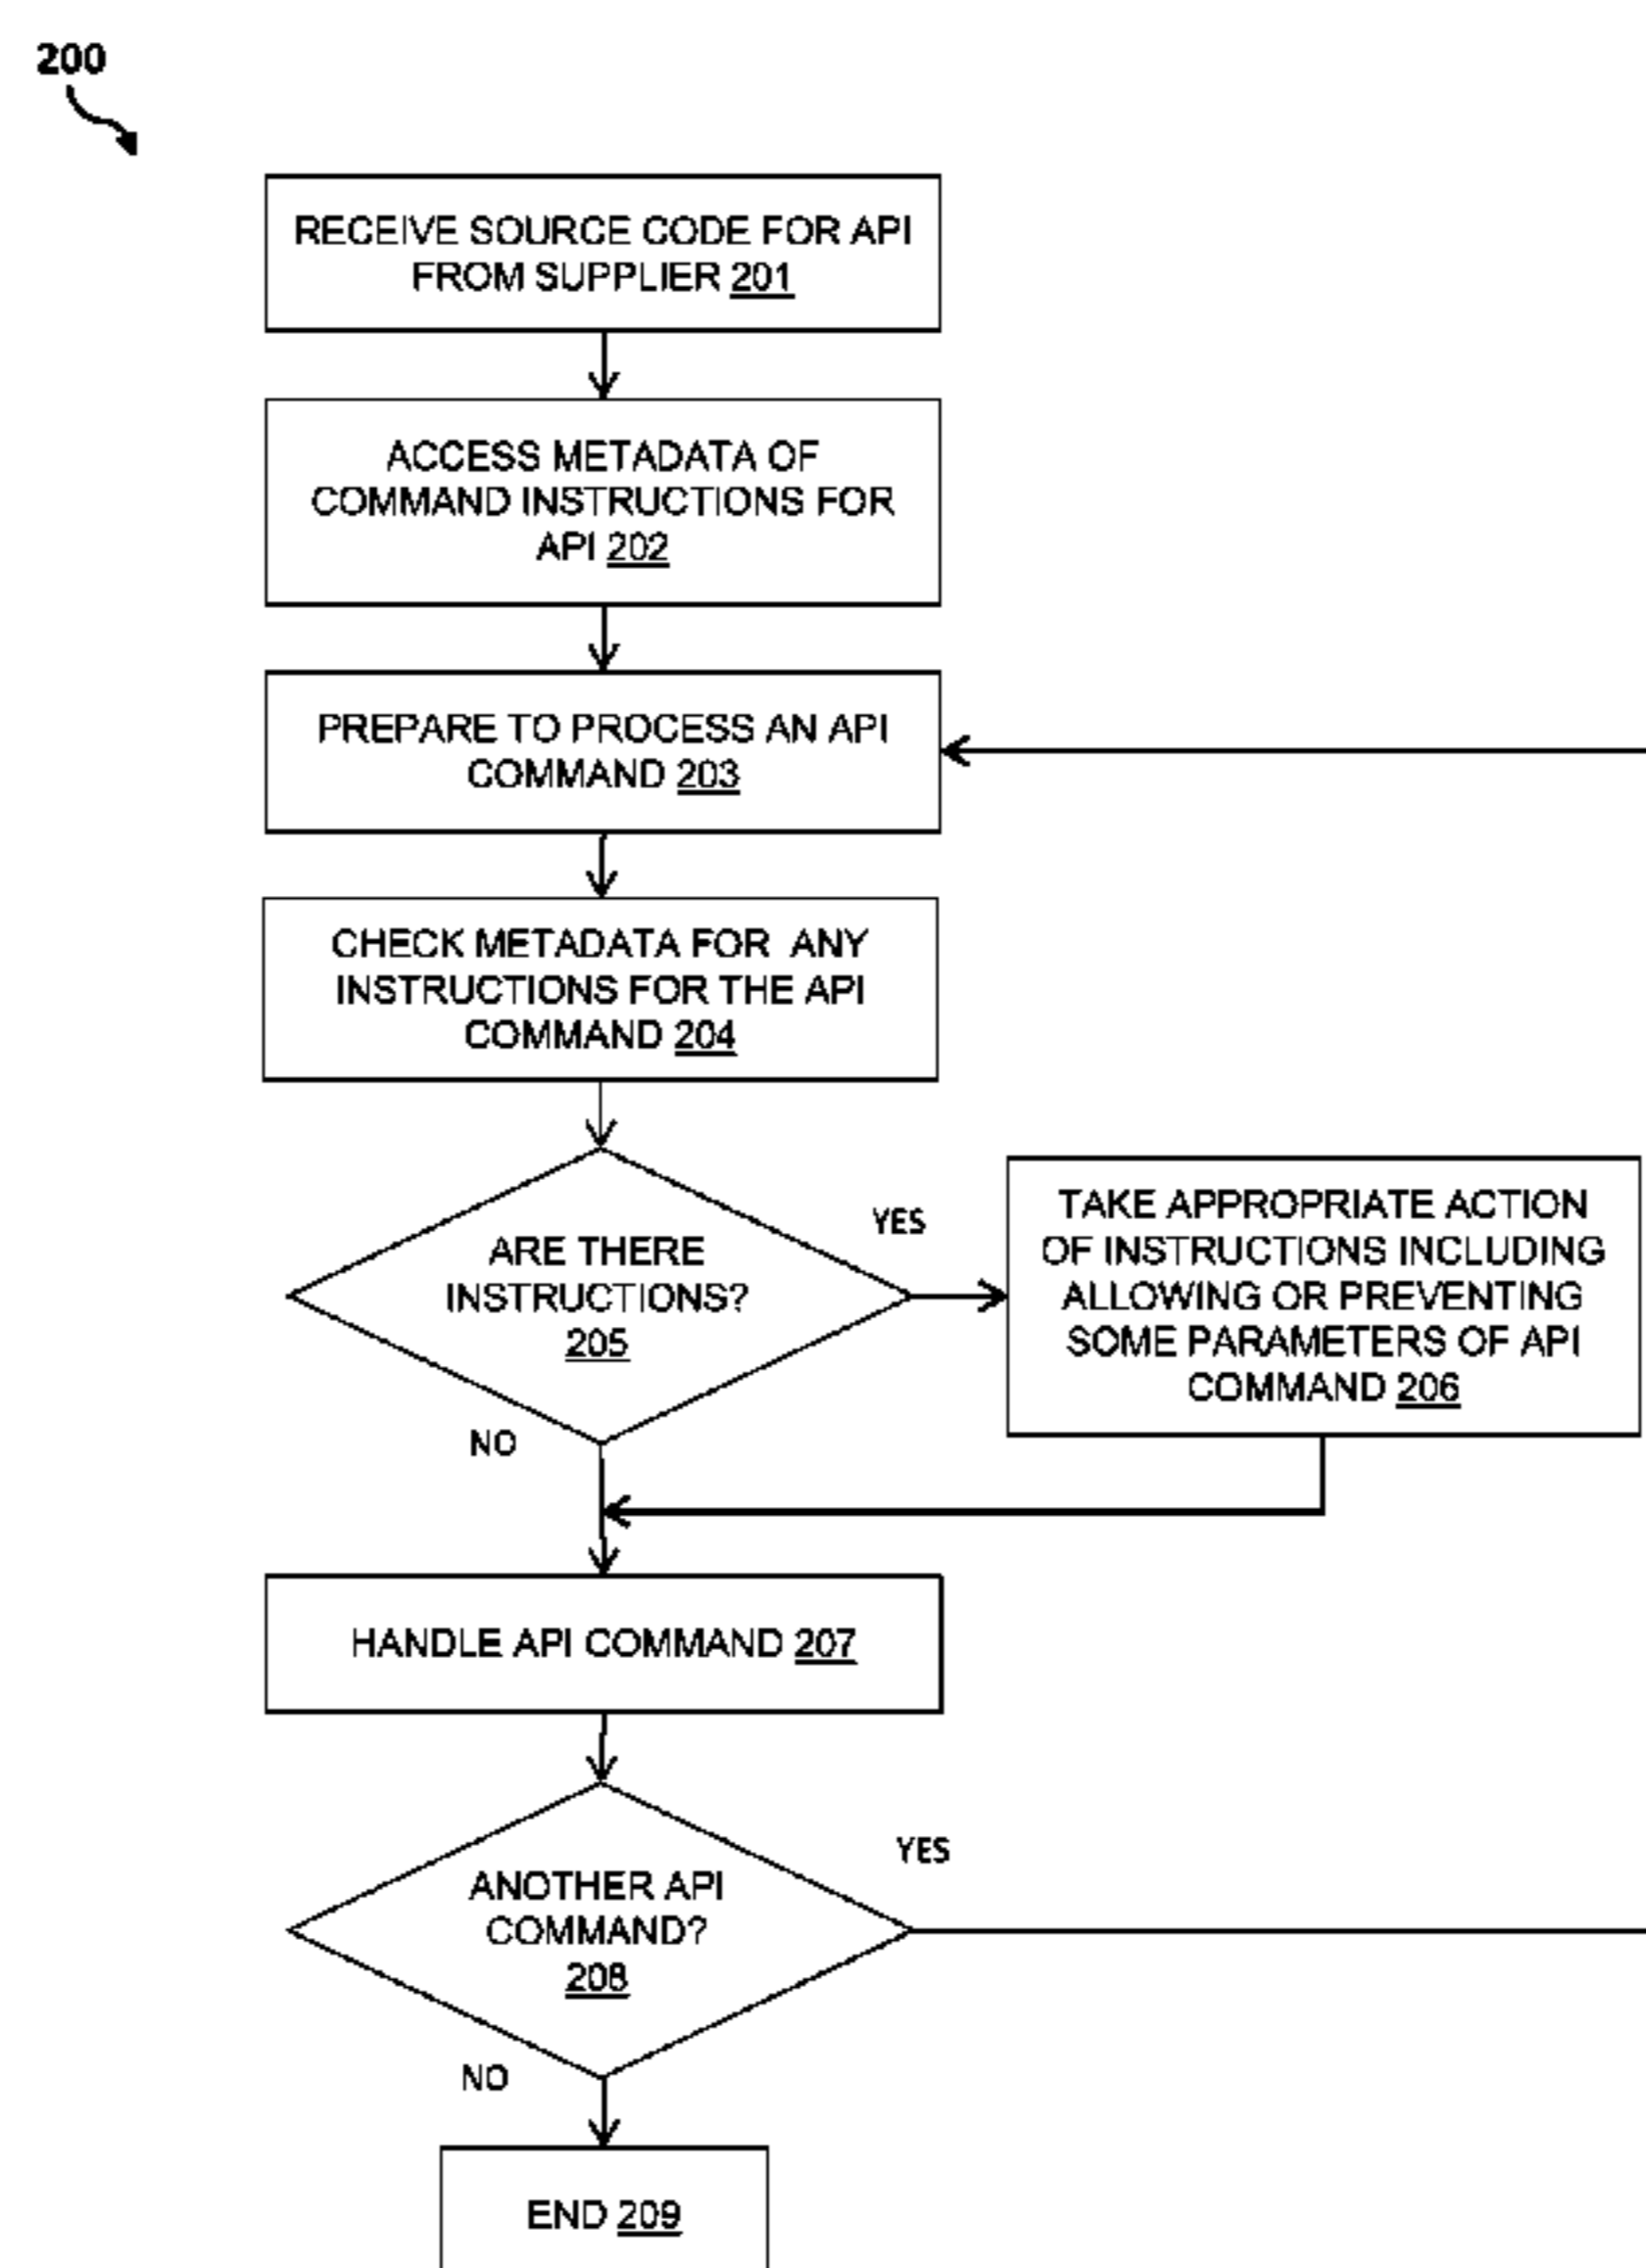 200
RECEIVE SOURCE CODE FOR API
FROM SUPPLIER 201
ACCESS METADATA OF
COMMAND INSTRUCTIONS FOR
API 202
PREPARE TO PROCESS AN API
COMMAND 203
CHECK METADATA FOR ANY
INSTRUCTIONS FOR THE API
COMMAND 204
ARE THERE
INSTRUCTIONS?
205
YES
TAKE APPROPRIATE ACTION
OF INSTRUCTIONS INCLUDING
ALLOWING OR PREVENTING
SOME PARAMETERS OF API
COMMAND 206
NO
HANDLE API COMMAND 207
ANOTHER API
COMMAND?
208
YES
NO
END 209